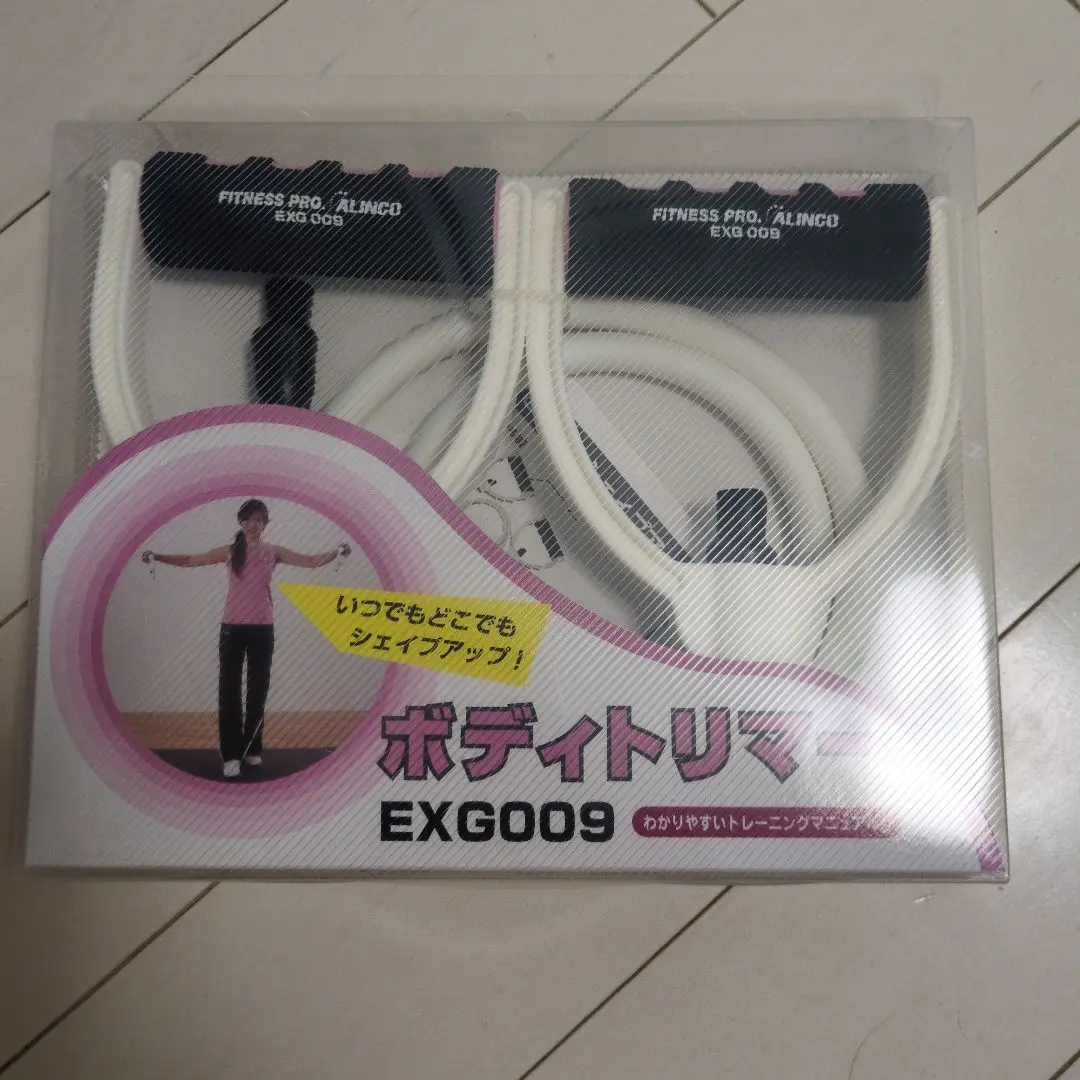 FITNESS PRO. ALINCO
EXG 009
FITNESS PRO. ALINCO
EXG 009
いつでもどこでも
シェイプアップ!
ボディトリマー
EXG009
わかりやすいトレーニングマニュア